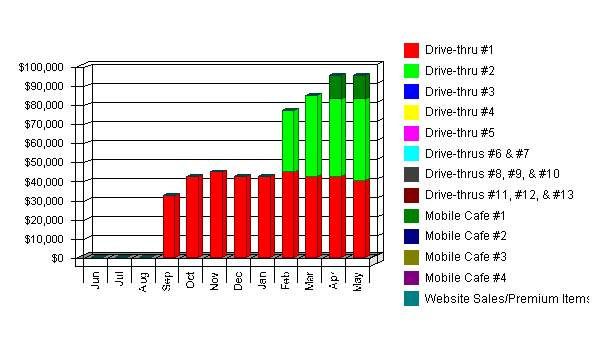 $100,000
$90,000
$80,000
$70,000
$60,000
$50,000
$40,000
$30,000
$20,000
$10,000
$0
Jun
Jul
Aug
Sep
Oct
Nov
Dec
Jan
Feb
Mar
Apr
May
Drive-thru #1
Drive-thru #2
Drive-thru #3
Drive-thru #4
Drive-thru #5
Drive-thrus #6 & #7
Drive-thrus #8, #9, & #10
Drive-thrus #11, #12, & #13
Mobile Cafe #1
Mobile Cafe #2
Mobile Cafe #3
Mobile Cafe #4
Website Sales/Premium Items